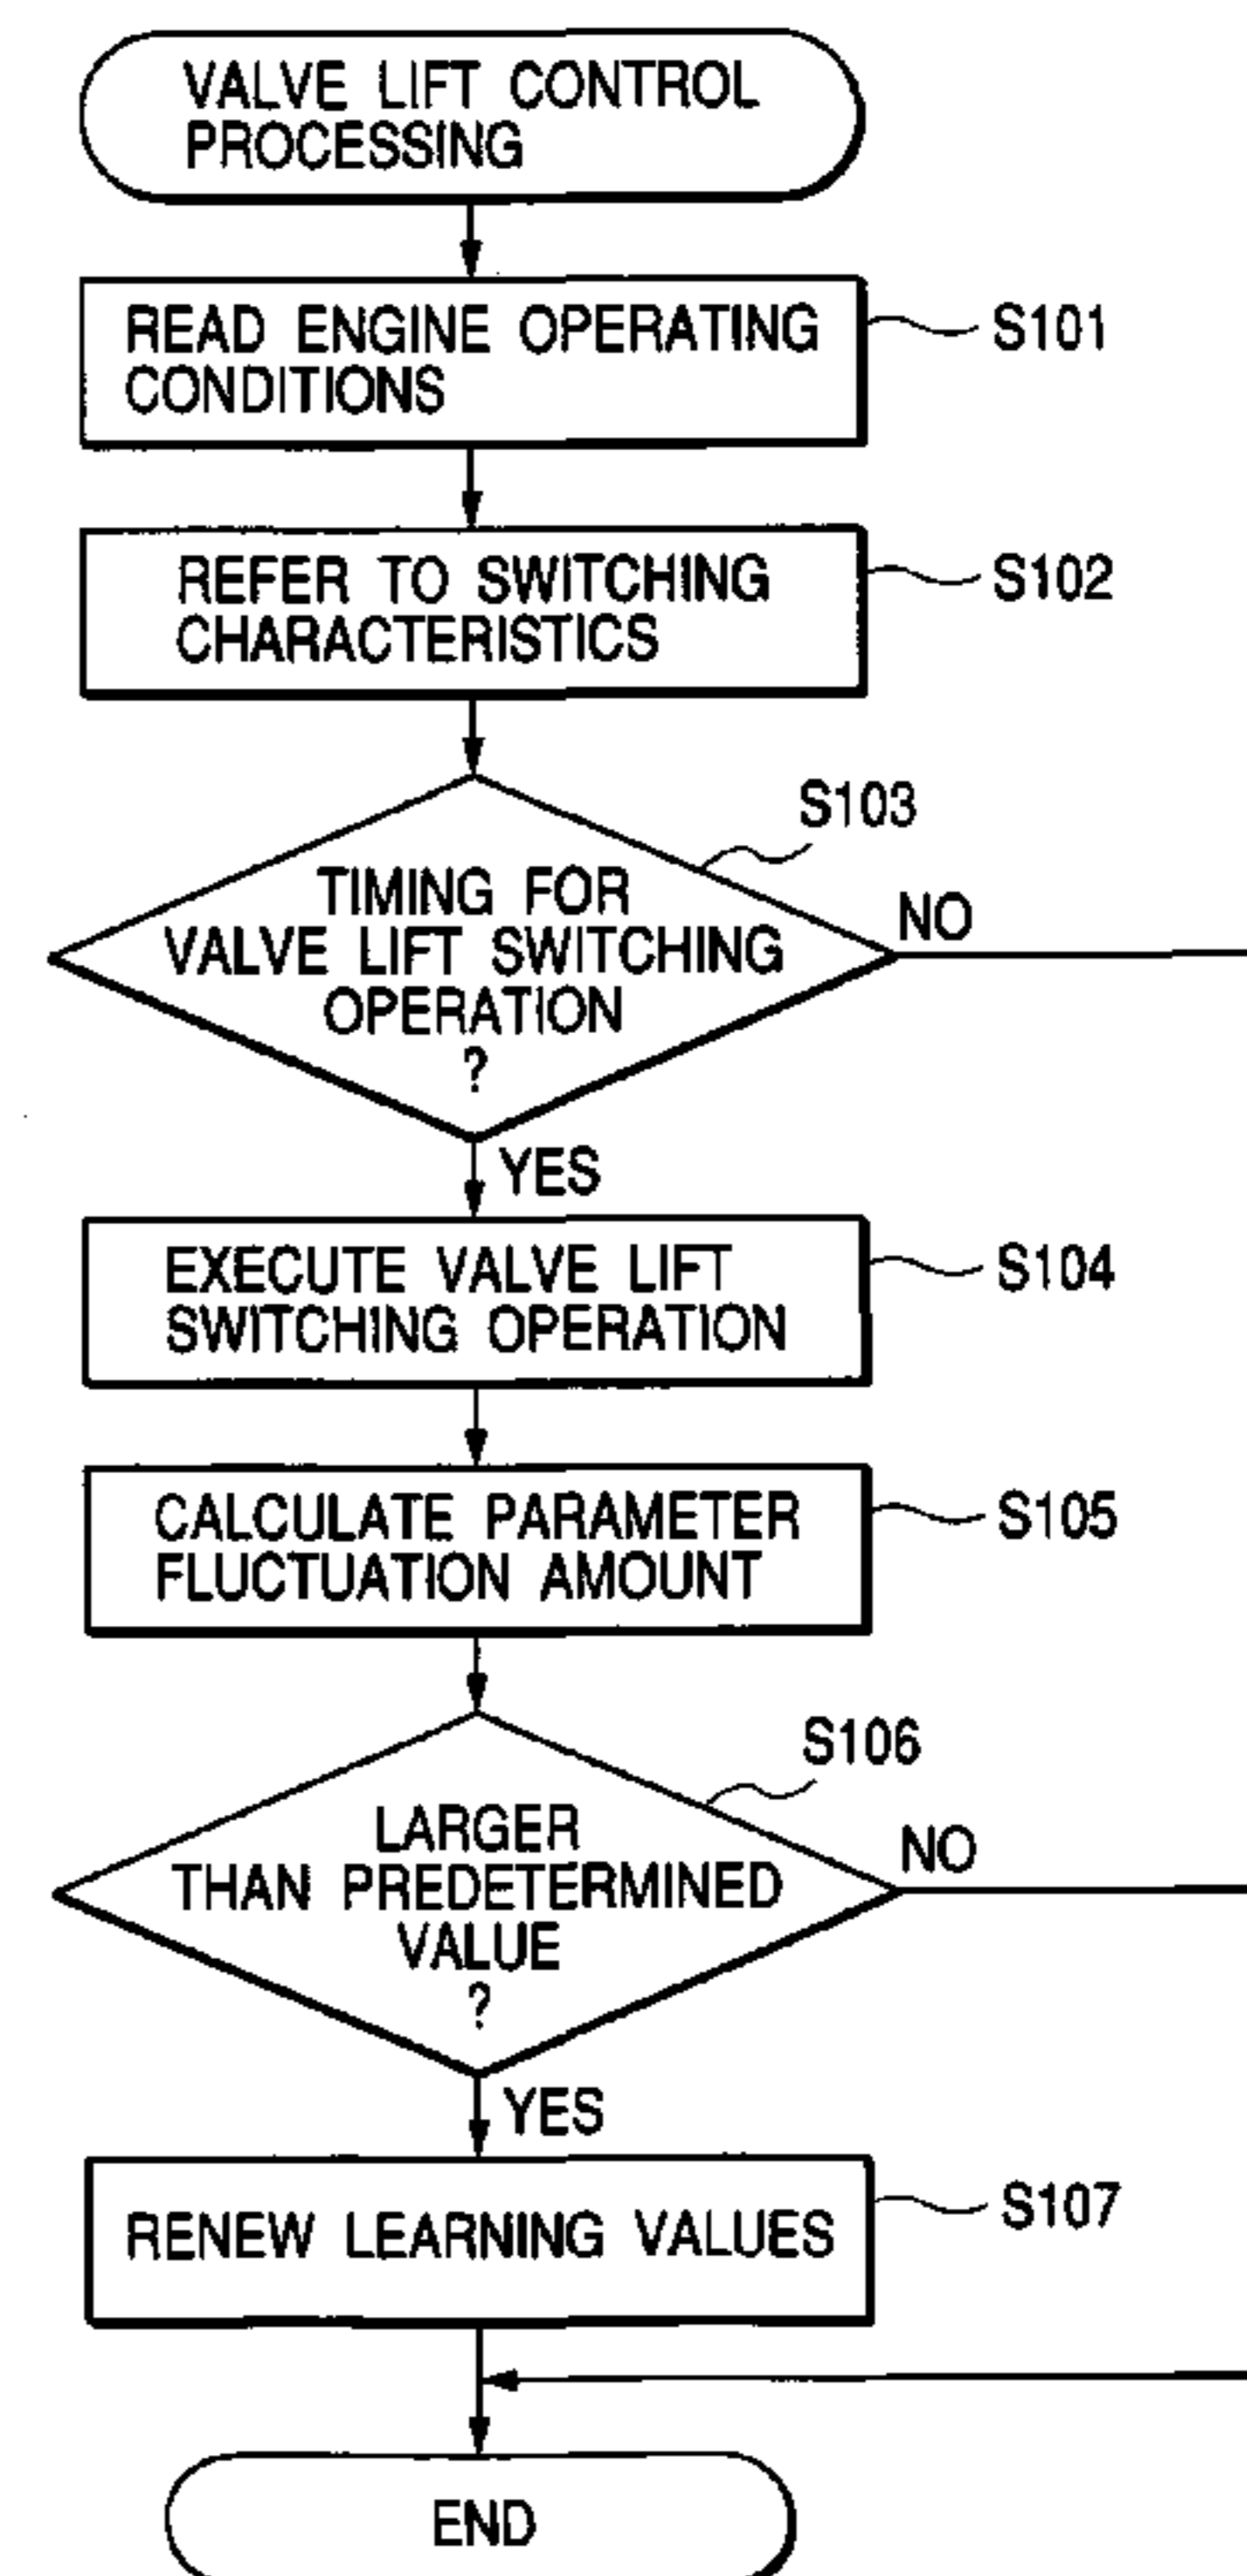 VALVE LIFT CONTROL
PROCESSING
READ ENGINE OPERATING
CONDITIONS
S101
REFER TO SWITCHING
CHARACTERISTICS
S102
S103
TIMING FOR
VALVE LIFT SWITCHING
OPERATION
?
NO
YES
EXECUTE VALVE LIFT
SWITCHING OPERATION
S104
CALCULATE PARAMETER
FLUCTUATION AMOUNT
S105
S106
LARGER
THAN PREDETERMINED
VALUE
?
NO
YES
RENEW LEARNING VALUES
S107
END